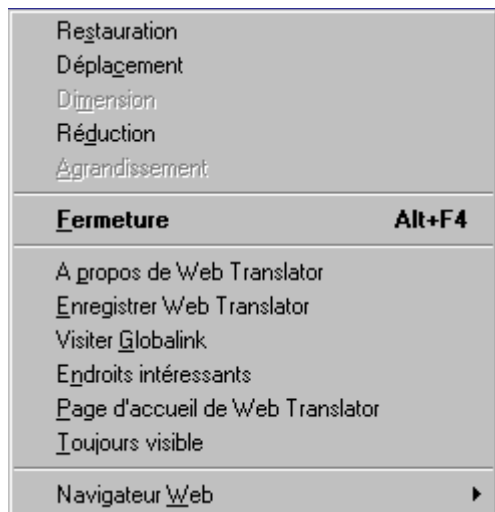 Restauration
Déplacement
Dimension
Réduction
Agrandissement
Fermeture Alt+F4
A propos de Web Translator
Enregistrer Web Translator
Visiter Globalink
Endroits intéressants
Page d'accueil de Web Translator
Toujours visible
Navigateur Web